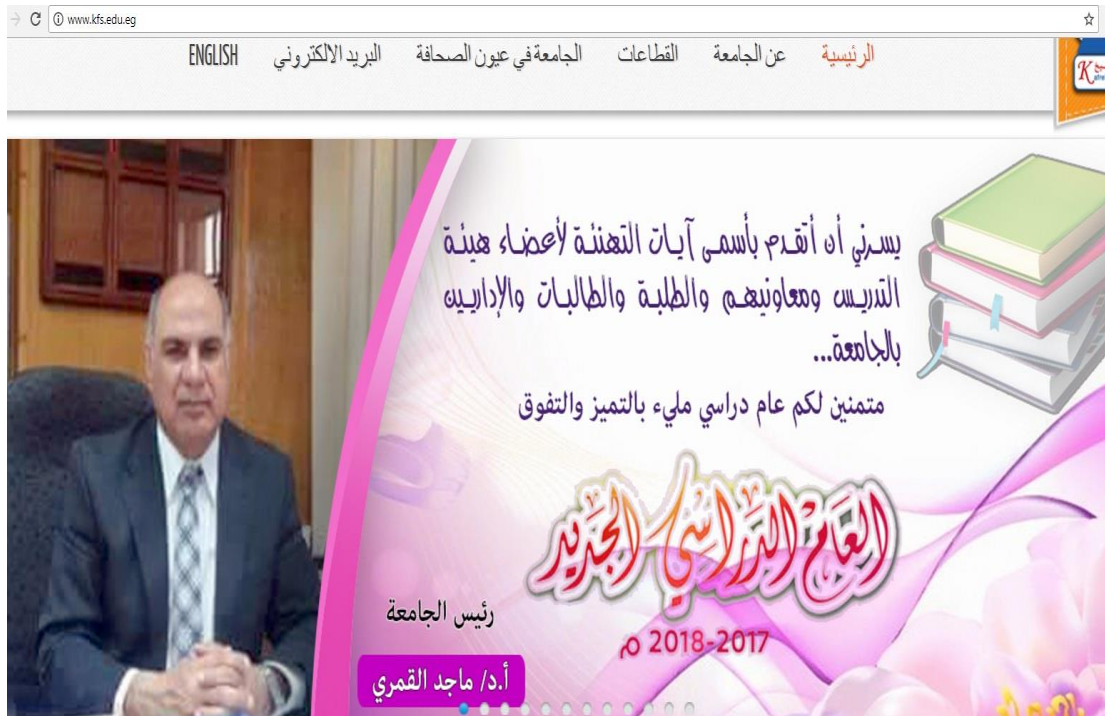 www.kfs.edu.eg
الرئيسية عن الجامعة القطاعات الجامعة في عيون الصحافة البريد الالكتروني ENGLISH
يسرني أن أتقدم بأسمى آيات التهنئة لأعضاء هيئة
التدريس ومعاونيهم والطلبة والطالبات والإداريين
بالجامعة...
متمنين لكم عام دراسي مليء بالتميز والتفوق
العام الدراسي الجديد
2017-2018 م
رئيس الجامعة
أ.د/ ماجد القمري